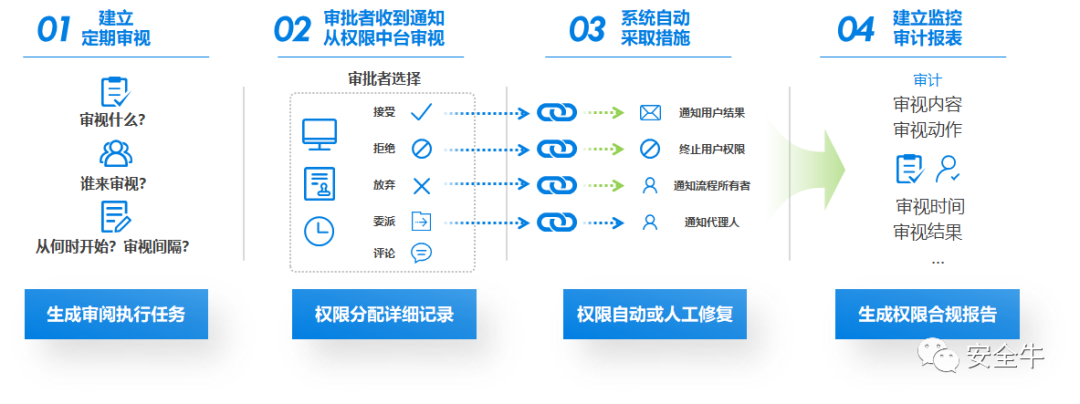 01 建立
定期审视
审视什么?
谁来审视?
从何时开始? 审视间隔?
生成审阅执行任务
02 审批者收到通知
从权限中台审视
审批者选择
接受
拒绝
放弃
委派
评论
权限分配详细记录
03 系统自动
采取措施
通知用户结果
终止用户权限
通知流程所有者
通知代理人
权限自动或人工修复
04 建立监控
审计报表
审计
审视内容
审视动作
审视时间
审视结果
...
生成权限合规报告
安全牛